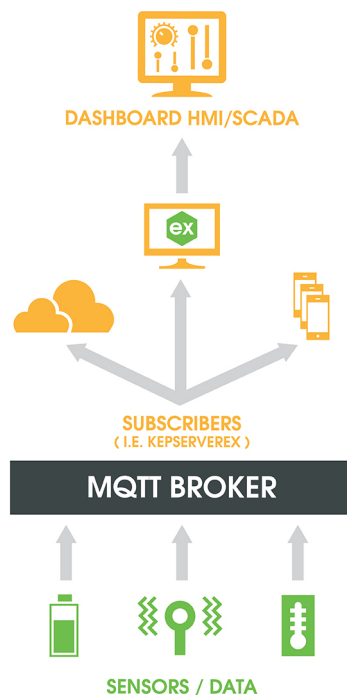 DASHBOARD HMI/SCADA
ex
SUBSCRIBERS
( I.E. KEPSERVEREX )
MQTT BROKER
SENSORS / DATA